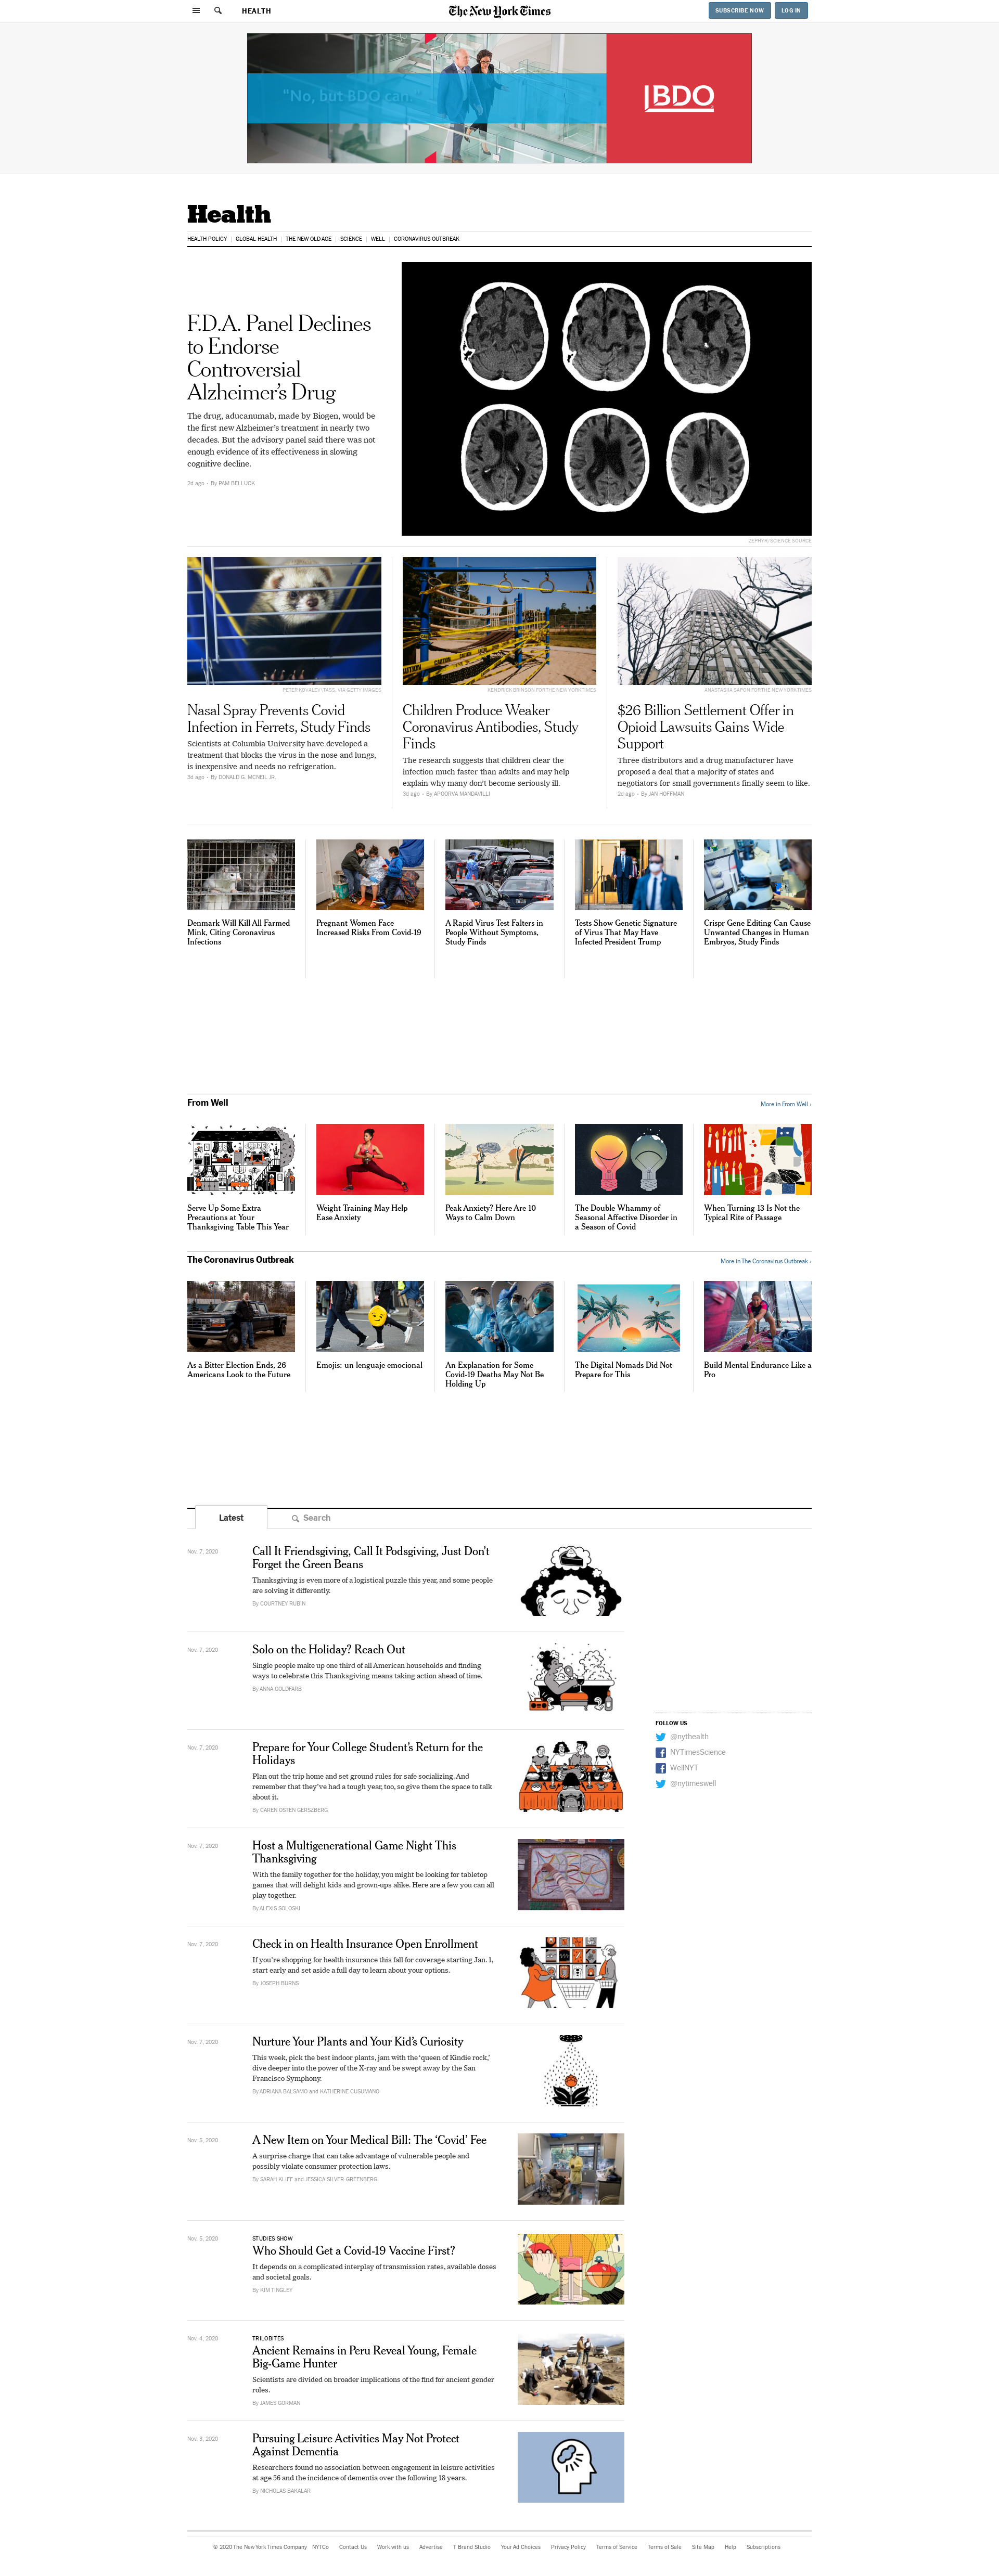 HEALTH
The New York Times
SUBSCRIBE NOW
LOG IN
"No, but BDO can."
BDO
Health
HEALTH POLICY | GLOBAL HEALTH | THE NEW OLD AGE | SCIENCE | WELL | CORONAVIRUS OUTBREAK
F.D.A. Panel Declines
to Endorse
Controversial
Alzheimer's Drug
The drug, aducanumab, made by Biogen, would be
the first new Alzheimer's treatment in nearly two
decades. But the advisory panel said there was not
enough evidence of its effectiveness in slowing
cognitive decline.
2d ago • By PAM BELLUCK
ZEPHYR/SCIENCE SOURCE
PETER KOVALEV\TASS, VIA GETTY IMAGES
Nasal Spray Prevents Covid
Infection in Ferrets, Study Finds
Scientists at Columbia University have developed a
treatment that blocks the virus in the nose and lungs,
is inexpensive and needs no refrigeration.
3d ago • By DONALD G. MCNEIL JR.
CAUTION
KENDRICK BRINSON FOR THE NEW YORK TIMES
Children Produce Weaker
Coronavirus Antibodies, Study
Finds
The research suggests that children clear the
infection much faster than adults and may help
explain why many don't become seriously ill.
3d ago • By APOORVA MANDAVILLI
ANASTASIIA SAPON FOR THE NEW YORK TIMES
$26 Billion Settlement Offer in
Opioid Lawsuits Gains Wide
Support
Three distributors and a drug manufacturer have
proposed a deal that a majority of states and
negotiators for small governments finally seem to like.
2d ago • By JAN HOFFMAN
Denmark Will Kill All Farmed
Mink, Citing Coronavirus
Infections
Pregnant Women Face
Increased Risks From Covid-19
A Rapid Virus Test Falters in
People Without Symptoms,
Study Finds
Tests Show Genetic Signature
of Virus That May Have
Infected President Trump
Crispr Gene Editing Can Cause
Unwanted Changes in Human
Embryos, Study Finds
From Well
More in From Well ›
Serve Up Some Extra
Precautions at Your
Thanksgiving Table This Year
Weight Training May Help
Ease Anxiety
Peak Anxiety? Here Are 10
Ways to Calm Down
The Double Whammy of
Seasonal Affective Disorder in
a Season of Covid
When Turning 13 Is Not the
Typical Rite of Passage
The Coronavirus Outbreak
More in The Coronavirus Outbreak ›
As a Bitter Election Ends, 26
Americans Look to the Future
Emojis: un lenguaje emocional
An Explanation for Some
Covid-19 Deaths May Not Be
Holding Up
The Digital Nomads Did Not
Prepare for This
Build Mental Endurance Like a
Pro
Latest
Search
Nov. 7, 2020
Call It Friendsgiving, Call It Podsgiving, Just Don't
Forget the Green Beans
Thanksgiving is even more of a logistical puzzle this year, and some people
are solving it differently.
By COURTNEY RUBIN
Nov. 7, 2020
Solo on the Holiday? Reach Out
Single people make up one third of all American households and finding
ways to celebrate this Thanksgiving means taking action ahead of time.
By ANNA GOLDFARB
FOLLOW US
@nythealth
NYTimesScience
WellNYT
@nytimeswell
Nov. 7, 2020
Prepare for Your College Student's Return for the
Holidays
Plan out the trip home and set ground rules for safe socializing. And
remember that they've had a tough year, too, so give them the space to talk
about it.
By CAREN OSTEN GERSZBERG
Nov. 7, 2020
Host a Multigenerational Game Night This
Thanksgiving
With the family together for the holiday, you might be looking for tabletop
games that will delight kids and grown-ups alike. Here are a few you can all
play together.
By ALEXIS SOLOSKI
Nov. 7, 2020
Check in on Health Insurance Open Enrollment
If you're shopping for health insurance this fall for coverage starting Jan. 1,
start early and set aside a full day to learn about your options.
By JOSEPH BURNS
Nov. 7, 2020
Nurture Your Plants and Your Kid's Curiosity
This week, pick the best indoor plants, jam with the 'queen of Kindie rock,'
dive deeper into the power of the X-ray and be swept away by the San
Francisco Symphony.
By ADRIANA BALSAMO and KATHERINE CUSUMANO
Nov. 5, 2020
A New Item on Your Medical Bill: The 'Covid' Fee
A surprise charge that can take advantage of vulnerable people and
possibly violate consumer protection laws.
By SARAH KLIFF and JESSICA SILVER-GREENBERG
Nov. 5, 2020
STUDIES SHOW
Who Should Get a Covid-19 Vaccine First?
It depends on a complicated interplay of transmission rates, available doses
and societal goals.
By KIM TINGLEY
Nov. 4, 2020
TRILOBITES
Ancient Remains in Peru Reveal Young, Female
Big-Game Hunter
Scientists are divided on broader implications of the find for ancient gender
roles.
By JAMES GORMAN
Nov. 3, 2020
Pursuing Leisure Activities May Not Protect
Against Dementia
Researchers found no association between engagement in leisure activities
at age 56 and the incidence of dementia over the following 18 years.
By NICHOLAS BAKALAR
© 2020 The New York Times Company NYTCo Contact Us Work with us Advertise T Brand Studio Your Ad Choices Privacy Policy Terms of Service Terms of Sale Site Map Help Subscriptions